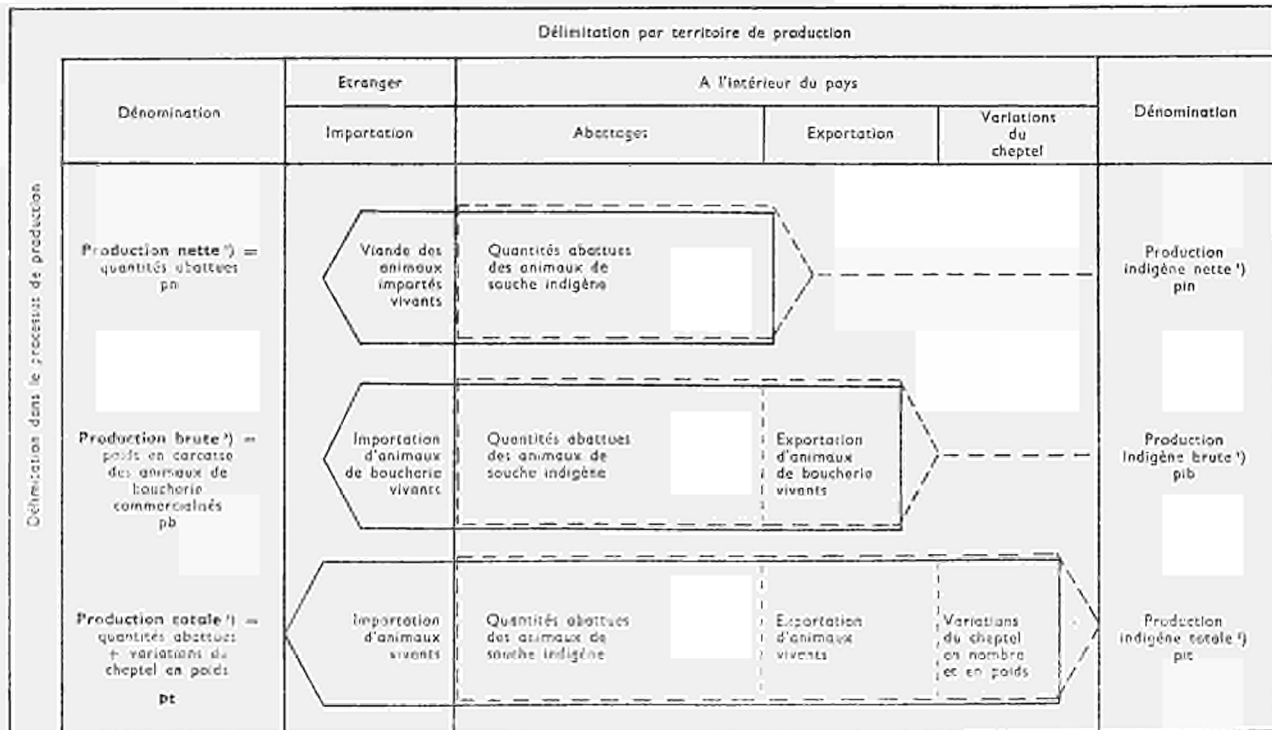 Délimitation par territoire de production
Délimitation dans le processus de production
Dénomination
Etranger
A l'intérieur du pays
Dénomination
Importation
Abattages
Exportation
Variations
du
cheptel
Production nette ¹) =
quantités abattues
pn
Viande des
animaux
importés
vivants
Quantités abattues
des animaux de
souche indigène
Production
indigène nette ¹)
pin
Production brute ¹) =
poids en carcasse
des animaux de
boucherie
commercialisés
pb
Importation
d'animaux
de boucherie
vivants
Quantités abattues
des animaux de
souche indigène
Exportation
d'animaux
de boucherie
vivants
Production
indigène brute ¹)
pib
Production totale ¹) =
quantités abattues
+ variations du
cheptel en poids
pt
Importation
d'animaux
vivants
Quantités abattues
des animaux de
souche indigène
Exportation
d'animaux
vivants
Variations
du cheptel
en nombre
et en poids
Production
indigène totale ¹)
pit